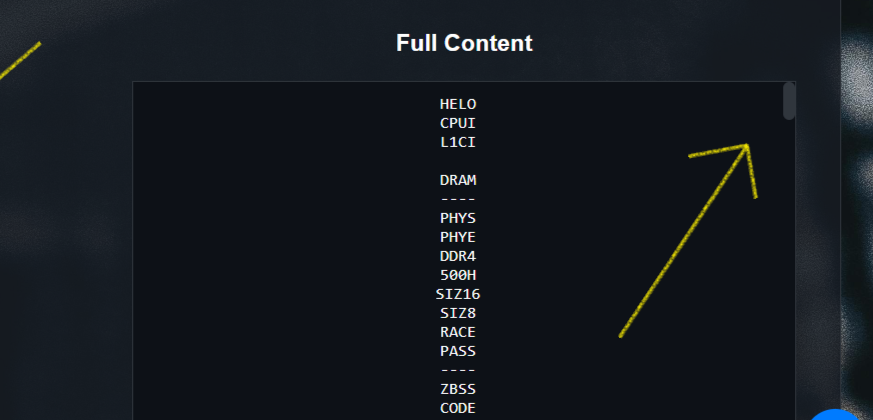 Full Content
HELO
CPUI
L1CI
DRAM
----
PHYS
PHYE
DDR4
500H
SIZ16
SIZ8
RACE
PASS
----
ZBSS
CODE